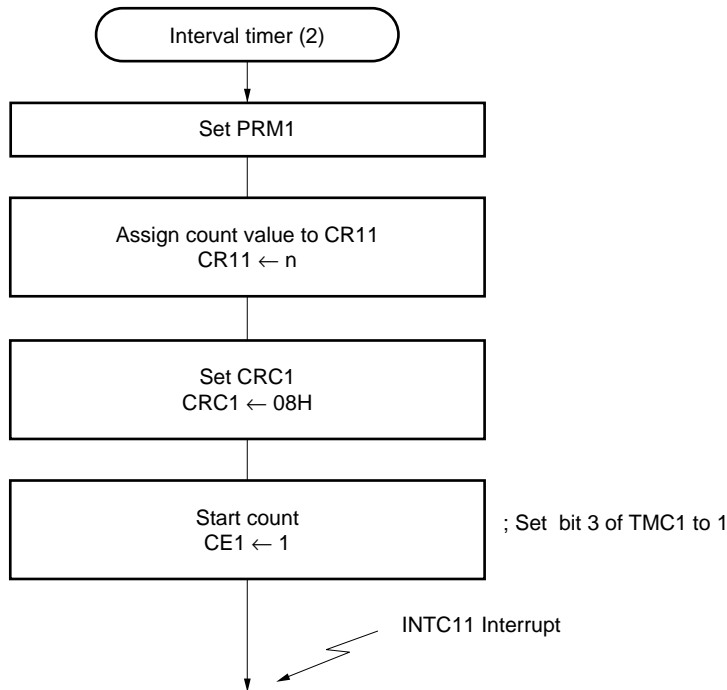 Interval timer (2)
Set PRM1
Assign count value to CR11
CR11 ← n
Set CRC1
CRC1 ← 08H
Start count
CE1 ← 1
; Set bit 3 of TMC1 to 1
INTC11 Interrupt